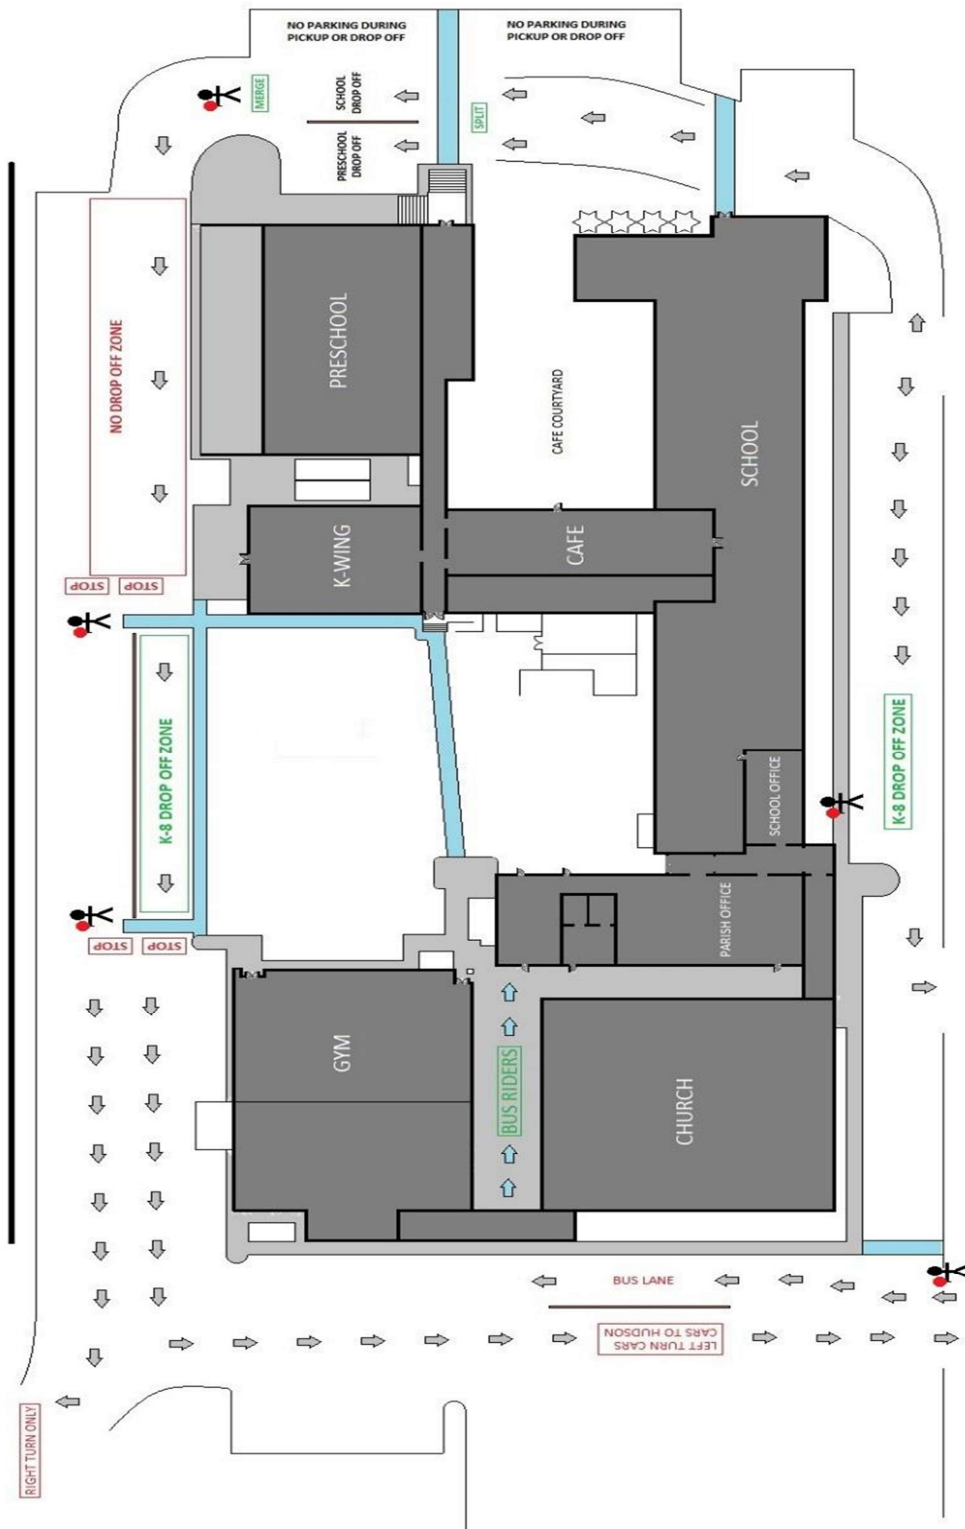 NO PARKING DURING
PICKUP OR DROP OFF
NO PARKING DURING
PICKUP OR DROP OFF
MERGE
SCHOOL
DROP OFF
PRESCHOOL
DROP OFF
SPLIT
NO DROP OFF ZONE
PRESCHOOL
CAFE COURTYARD
SCHOOL
STOP
STOP
K-WING
CAFE
K-8 DROP OFF ZONE
K-8 DROP OFF ZONE
SCHOOL OFFICE
PARISH OFFICE
STOP
STOP
GYM
BUS RIDERS
CHURCH
BUS LANE
LEFT TURN CARS
CARS TO HUDSON
RIGHT TURN ONLY